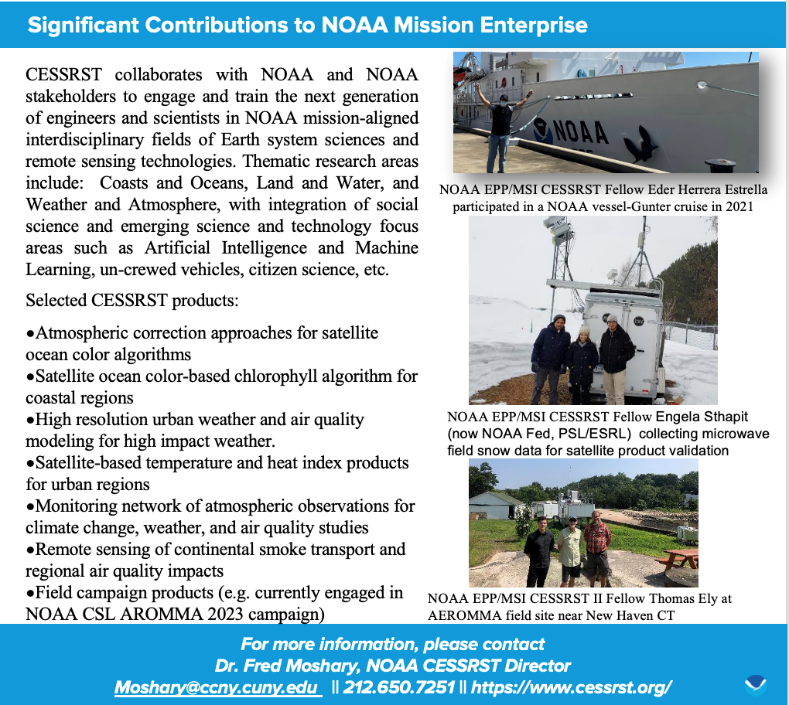 Significant Contributions to NOAA Mission Enterprise
CESSRST collaborates with NOAA and NOAA
stakeholders to engage and train the next generation
of engineers and scientists in NOAA mission-aligned
interdisciplinary fields of Earth system sciences and
remote sensing technologies. Thematic research areas
include: Coasts and Oceans, Land and Water, and
Weather and Atmosphere, with integration of social
science and emerging science and technology focus
areas such as Artificial Intelligence and Machine
Learning, un-crewed vehicles, citizen science, etc.
Selected CESSRST products:
●Atmospheric correction approaches for satellite
ocean color algorithms
●Satellite ocean color-based chlorophyll algorithm for
coastal regions
●High resolution urban weather and air quality
modeling for high impact weather.
●Satellite-based temperature and heat index products
for urban regions
●Monitoring network of atmospheric observations for
climate change, weather, and air quality studies
●Remote sensing of continental smoke transport and
regional air quality impacts
●Field campaign products (e.g. currently engaged in
NOAA CSL AROMMA 2023 campaign)
NOAA
NOAA EPP/MSI CESSRST Fellow Eder Herrera Estrella
participated in a NOAA vessel-Gunter cruise in 2021
NOAA EPP/MSI CESSRST Fellow Engela Sthapit
(now NOAA Fed, PSL/ESRL) collecting microwave
field snow data for satellite product validation
NOAA EPP/MSI CESSRST II Fellow Thomas Ely at
AEROMMA field site near New Haven CT
For more information, please contact
Dr. Fred Moshary, NOAA CESSRST Director
Moshary@ccny.cuny.edu || 212.650.7251 || https://www.cessrst.org/